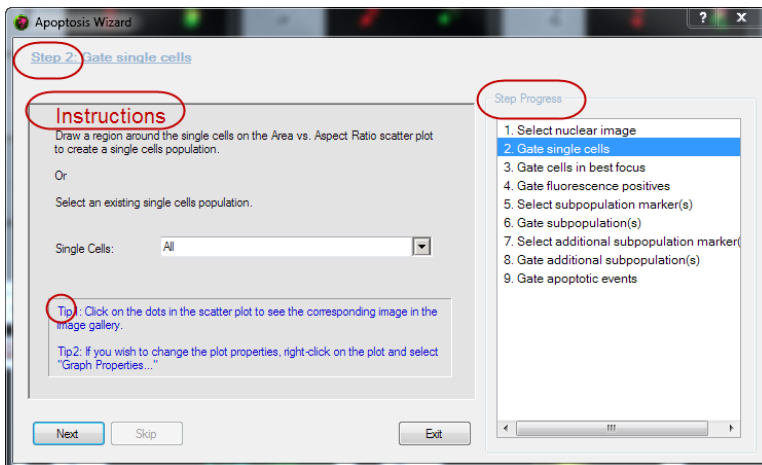 Apoptosis Wizard
? X
Step 2: Gate single cells
Instructions
Draw a region around the single cells on the Area vs. Aspect Ratio scatter plot
to create a single cells population.
Or
Select an existing single cells population.
Single Cells: All
Tip1: Click on the dots in the scatter plot to see the corresponding image in the
image gallery.
Tip2: If you wish to change the plot properties, right-click on the plot and select
"Graph Properties..."
Next Skip Exit
Step Progress
1. Select nuclear image
2. Gate single cells
3. Gate cells in best focus
4. Gate fluorescence positives
5. Select subpopulation marker(s)
6. Gate subpopulation(s)
7. Select additional subpopulation marker(
8. Gate additional subpopulation(s)
9. Gate apoptotic events